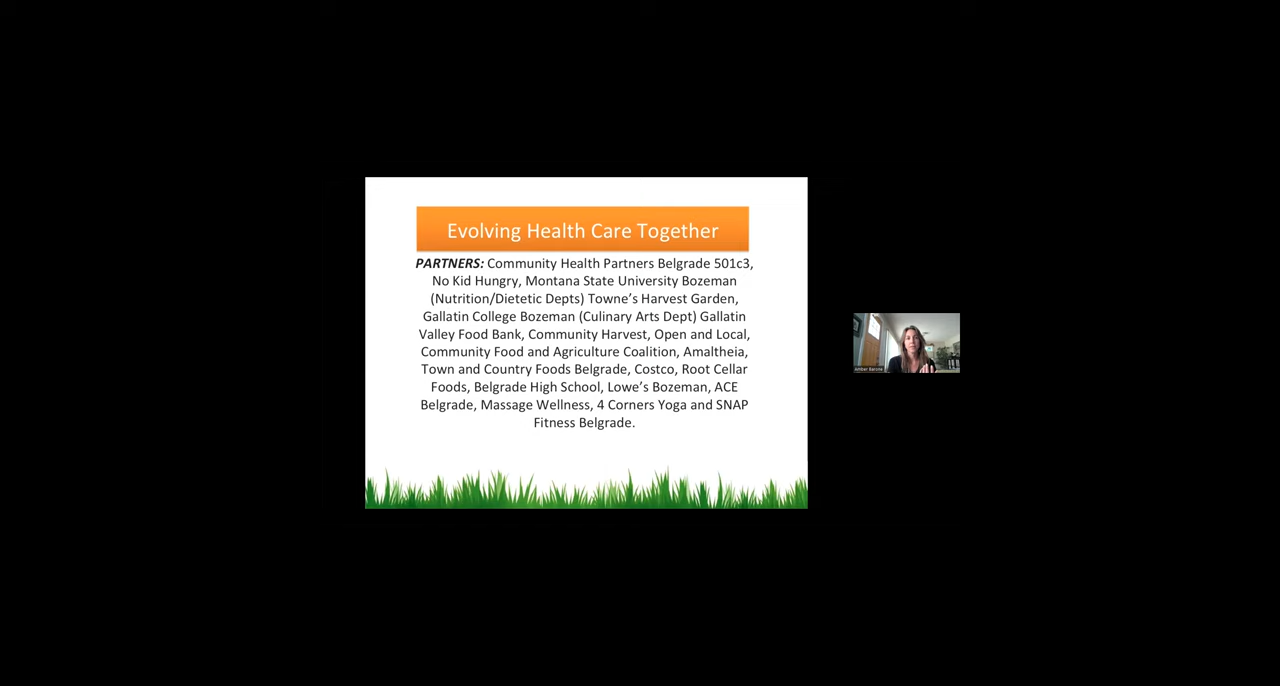 Evolving Health Care Together
PARTNERS: Community Health Partners Belgrade 501c3,
No Kid Hungry, Montana State University Bozeman
(Nutrition/Dietetic Depts) Towne’s Harvest Garden,
Gallatin College Bozeman (Culinary Arts Dept) Gallatin
Valley Food Bank, Community Harvest, Open and Local,
Community Food and Agriculture Coalition, Amaltheia,
Town and Country Foods Belgrade, Costco, Root Cellar
Foods, Belgrade High School, Lowe’s Bozeman, ACE
Belgrade, Massage Wellness, 4 Corners Yoga and SNAP
Fitness Belgrade.
Amber Barone